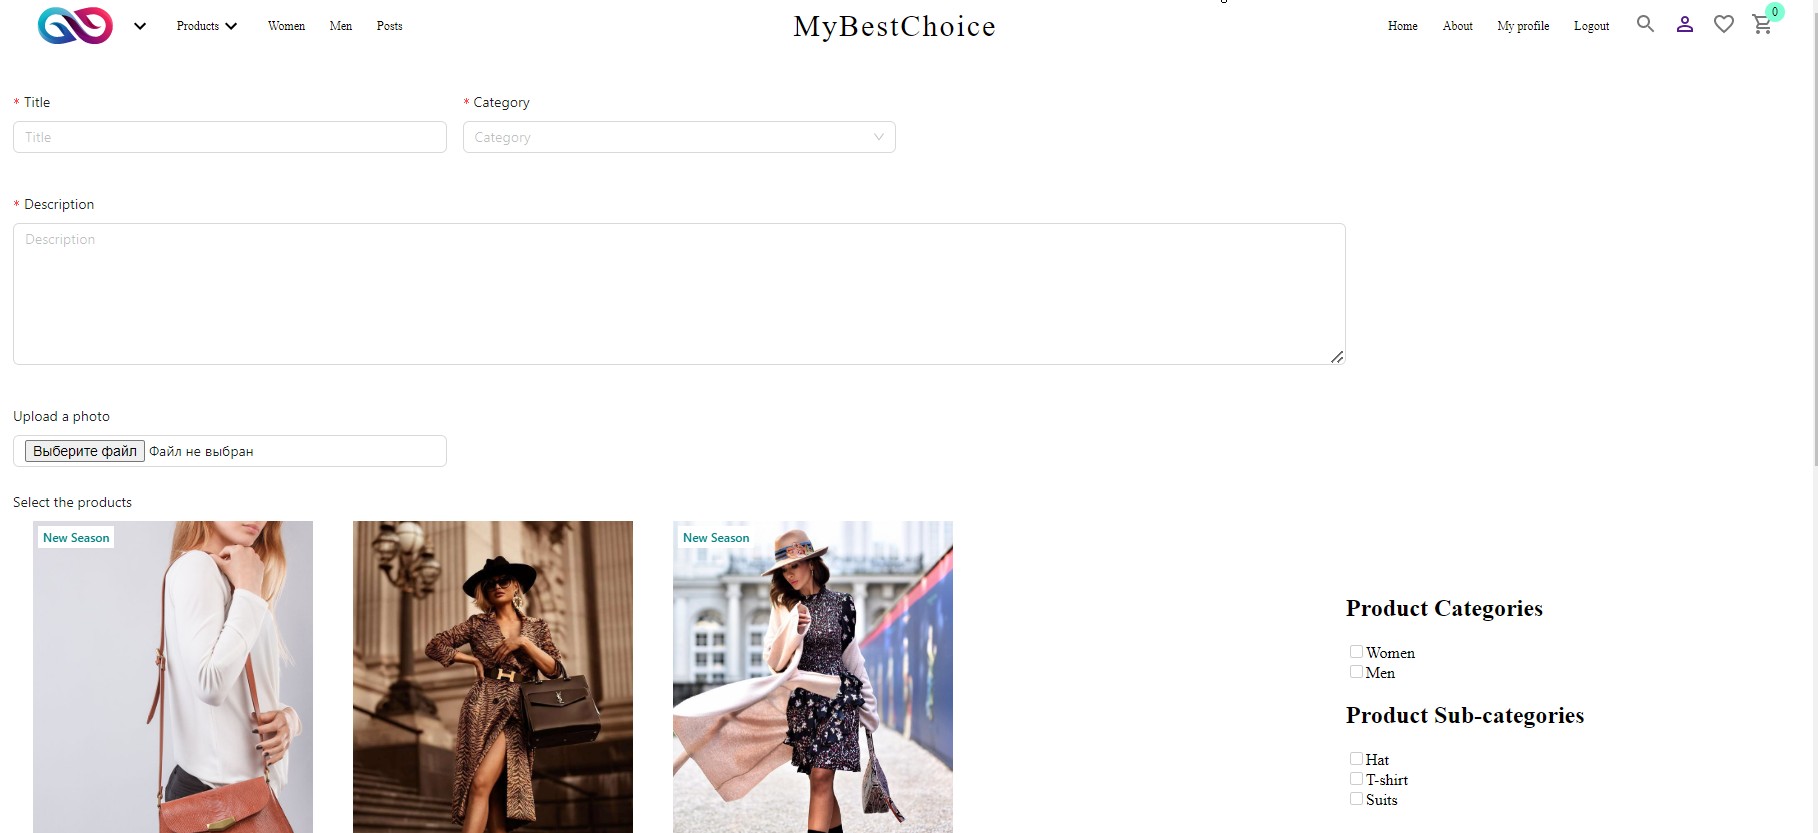 Products Women Men Posts MyBestChoice Home About My profile Logout 0
* Title * Category
Title Category
* Description
Description
Upload a photo
Выберите файл Файл не выбран
Select the products
New Season New Season
Product Categories
Women
Men
Product Sub-categories
Hat
T-shirt
Suits